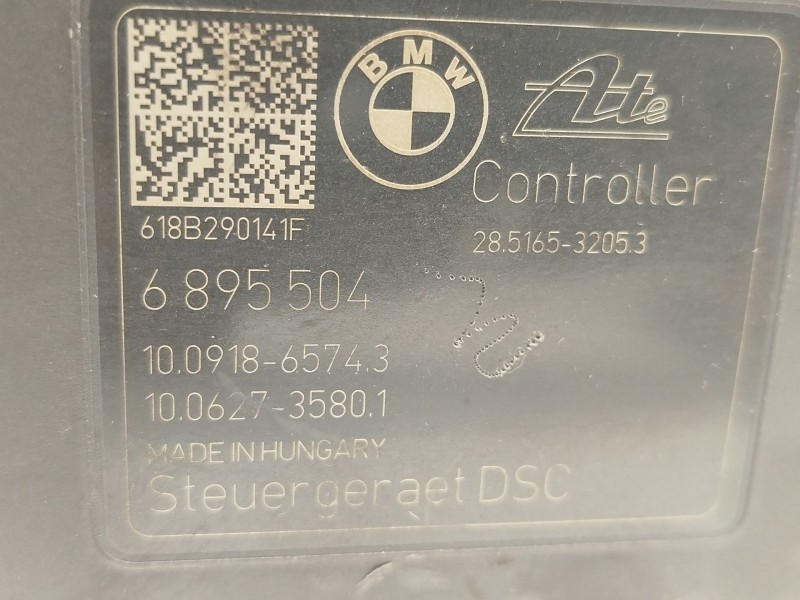 BMW
Ate
Controller
618B290141F
28.5165-3205.3
6 895 504
10.0918-6574.3
10.0627-3580.1
MADE IN HUNGARY
Steuergeraet DSC